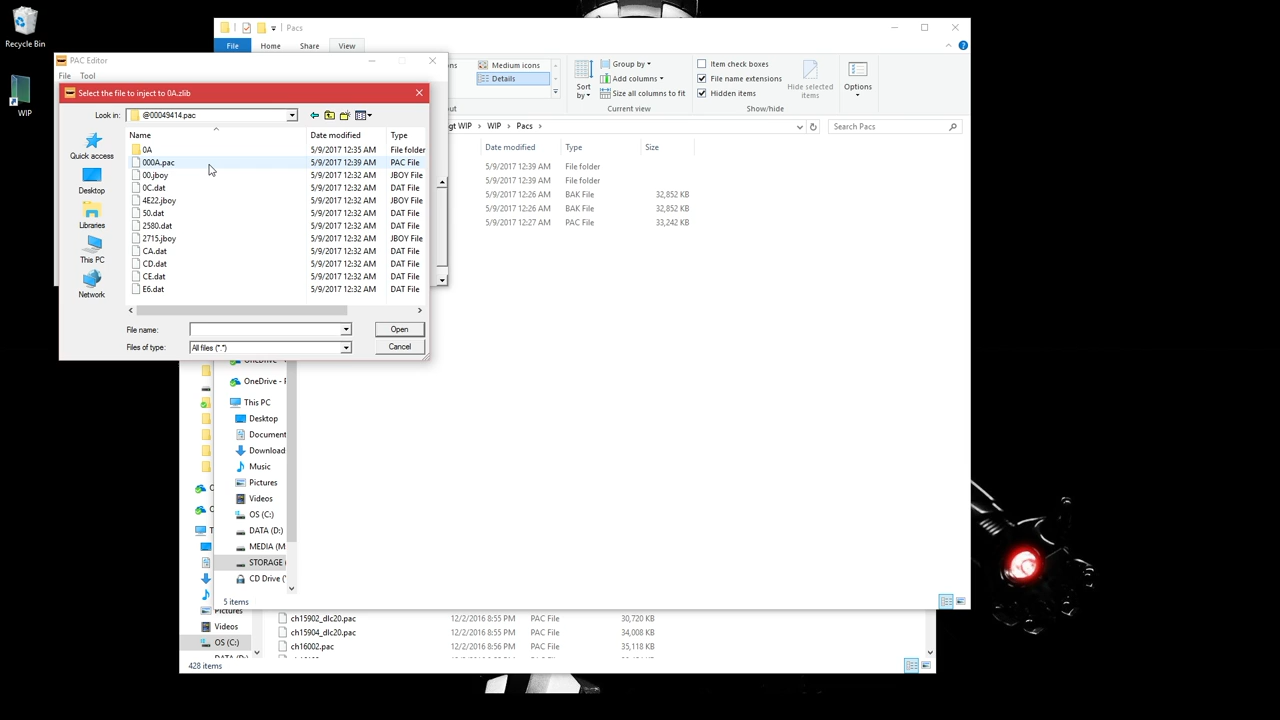 Recycle Bin
WIP
Pacs
File Home Share View
Medium icons
Details
Sort by
Group by
Add columns
Size all columns to fit
Current view
Item check boxes
File name extensions
Hidden items
Hide selected items
Show/hide
Options
WIP > Pacs >
Search Pacs
Date modified Type Size
5/9/2017 12:39 AM File folder
5/9/2017 12:39 AM File folder
5/9/2017 12:26 AM BAK File 32,852 KB
5/9/2017 12:26 AM BAK File 32,852 KB
5/9/2017 12:27 AM PAC File 33,242 KB
PAC Editor
File Tool
Select the file to inject to 0A.zlib
Look in: @00049414.pac
Quick access
Desktop
Libraries
This PC
Network
Name Date modified Type
0A 5/9/2017 12:35 AM File folder
000A.pac 5/9/2017 12:39 AM PAC File
00.jboy 5/9/2017 12:32 AM JBOY File
0C.dat 5/9/2017 12:32 AM DAT File
4E22.jboy 5/9/2017 12:32 AM JBOY File
50.dat 5/9/2017 12:32 AM DAT File
2580.dat 5/9/2017 12:32 AM DAT File
2715.jboy 5/9/2017 12:32 AM JBOY File
CA.dat 5/9/2017 12:32 AM DAT File
CD.dat 5/9/2017 12:32 AM DAT File
CE.dat 5/9/2017 12:32 AM DAT File
E6.dat 5/9/2017 12:32 AM DAT File
File name: Open
Files of type: All files (*.*) Cancel
OneDrive - 
This PC
Desktop
Document
Download
Music
Pictures
Videos
OS (C:)
DATA (D:)
MEDIA (M
STORAGE (
CD Drive (
5 items
Pictures
Videos
OS (C:)
ch15902_dlc20.pac 12/2/2016 8:55 PM PAC File 30,720 KB
ch15904_dlc20.pac 12/2/2016 8:55 PM PAC File 34,008 KB
ch16002.pac 12/2/2016 8:54 PM PAC File 35,118 KB
428 items